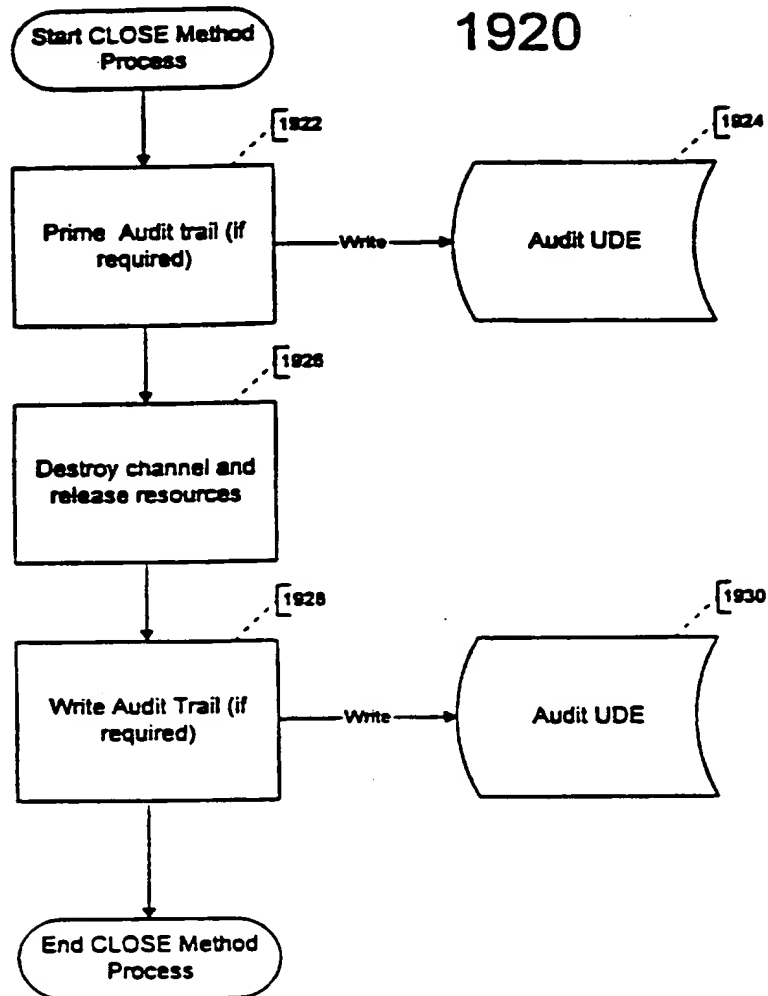 1920
Start CLOSE Method
Process
1922
1924
Prime Audit trail (if
required)
Write
Audit UDE
1926
Destroy channel and
release resources
1928
1930
Write Audit Trail (if
required)
Write
Audit UDE
End CLOSE Method
Process